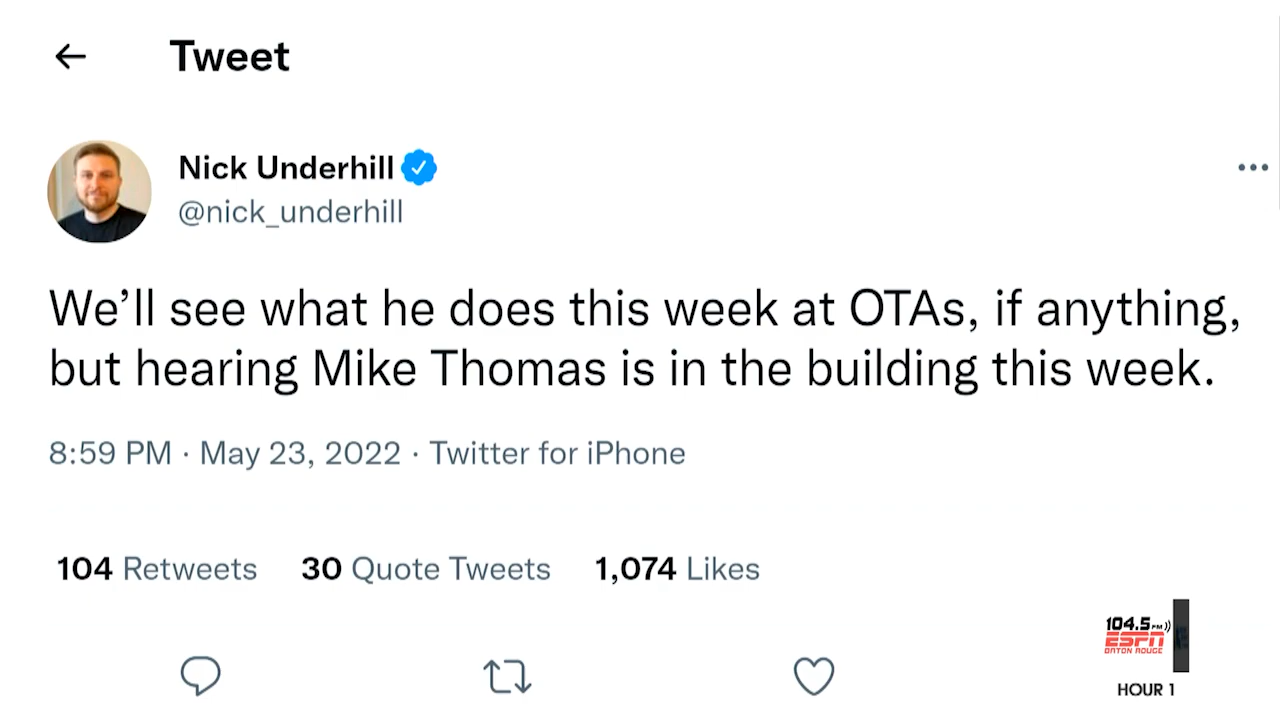 Tweet
Nick Underhill
@nick_underhill
We’ll see what he does this week at OTAs, if anything,
but hearing Mike Thomas is in the building this week.
8:59 PM · May 23, 2022 · Twitter for iPhone
104 Retweets 30 Quote Tweets 1,074 Likes
104.5 FM
ESPN
BATON ROUGE
HOUR 1